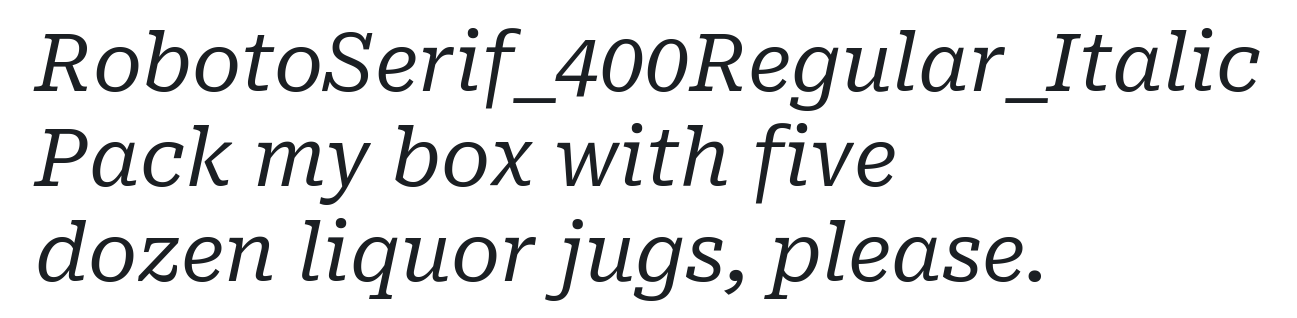 RobotoSerif_400Regular_Italic
Pack my box with five
dozen liquor jugs, please.